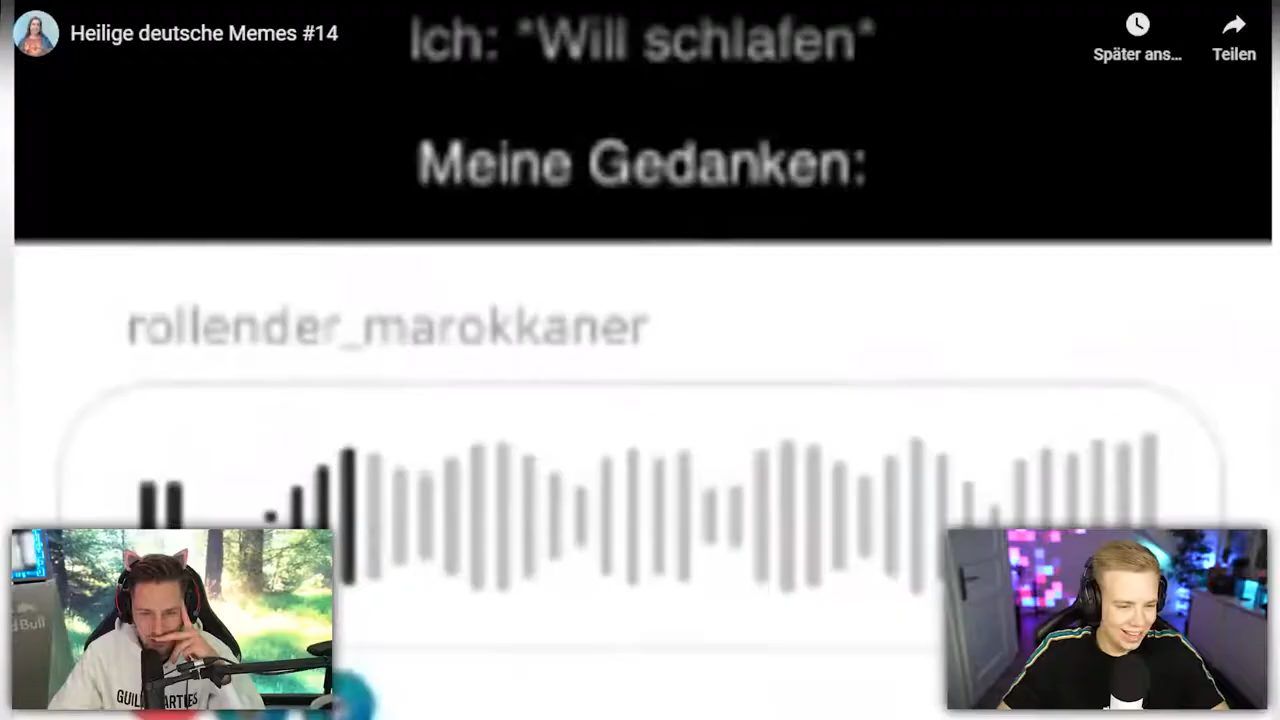 Heilige deutsche Memes #14
Ich: *Will schlafen*
Später ans...
Teilen
Meine Gedanken:
rollender_marokkaner